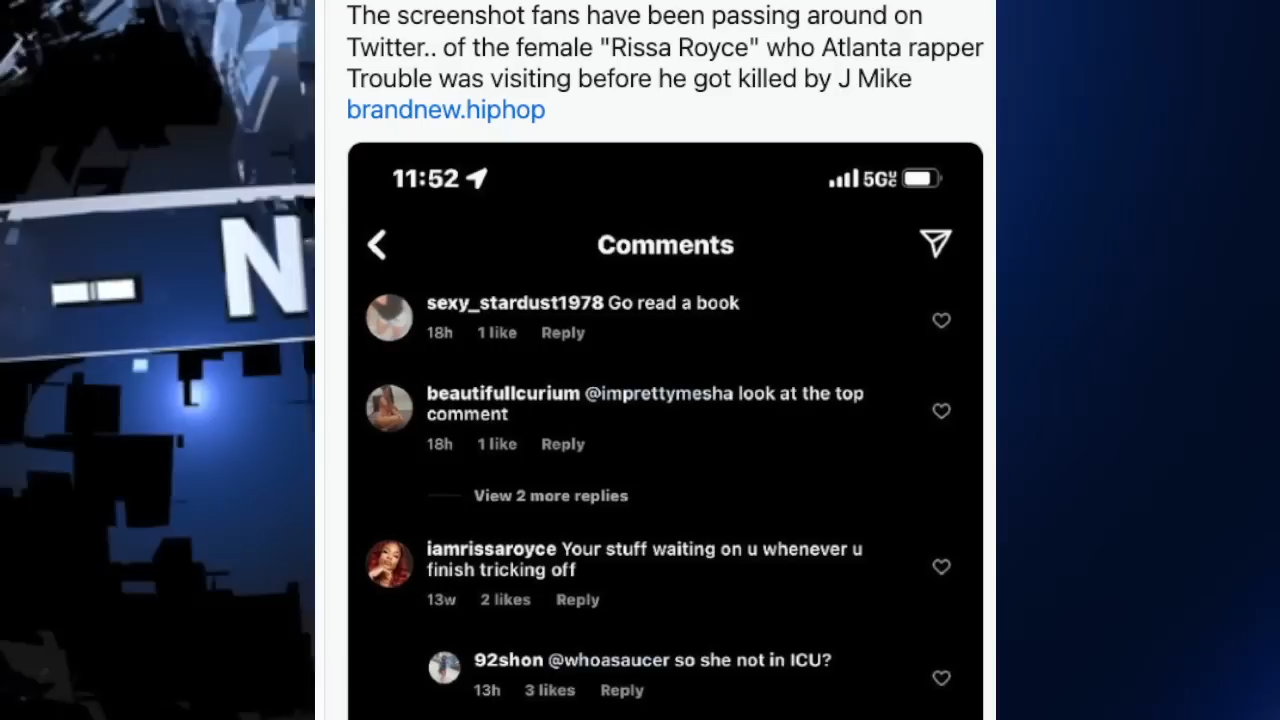 The screenshot fans have been passing around on
Twitter.. of the female "Rissa Royce" who Atlanta rapper
Trouble was visiting before he got killed by J Mike
brandnew.hiphop
11:52
5G
Comments
sexy_stardust1978 Go read a book
18h 1 like Reply
beautifullcurium @imprettymesha look at the top
comment
18h 1 like Reply
View 2 more replies
iamrissaroyce Your stuff waiting on u whenever u
finish tricking off
13w 2 likes Reply
92shon @whoasaucer so she not in ICU?
13h 3 likes Reply
N